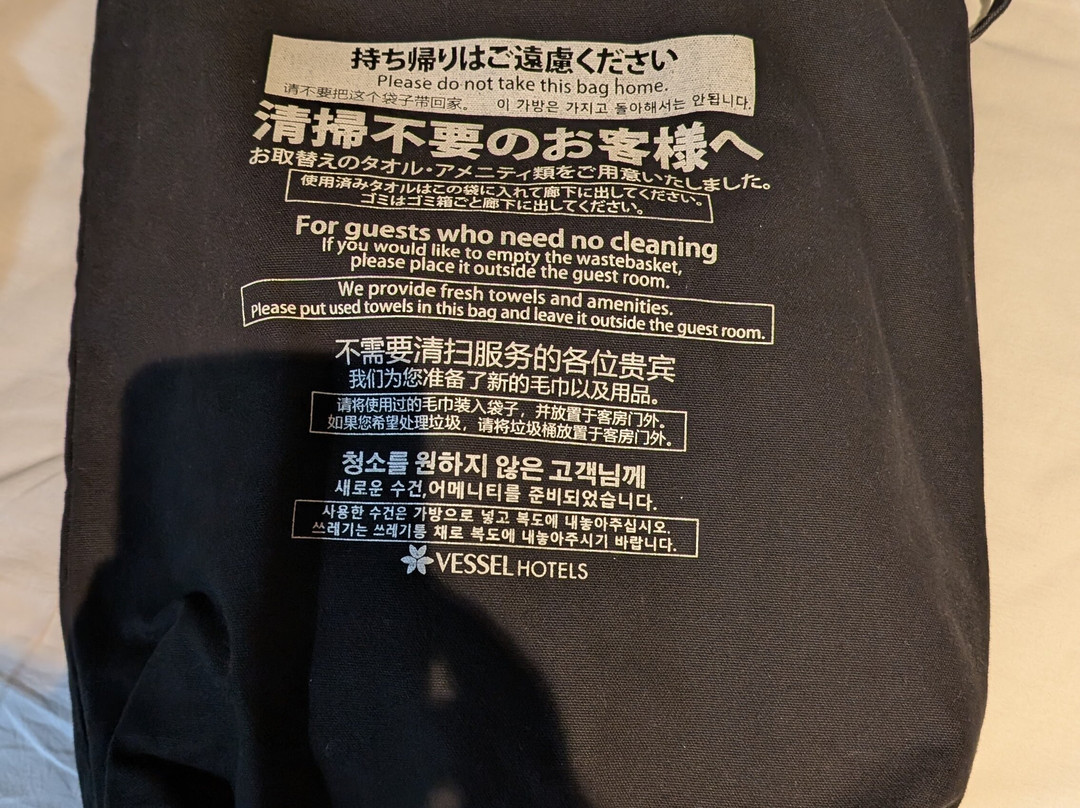 持ち帰りはご遠慮ください
Please do not take this bag home.
请不要把这个袋子带回家。 이 가방은 가지고 돌아해서는 안됩니다.
清掃不要のお客様へ
お取替えのタオル・アメニティ類をご用意いたしました。
使用済みタオルはこの袋に入れて廊下に出してください。
ゴミはゴミ箱ごと廊下に出してください。
For guests who need no cleaning
If you would like to empty the wastebasket,
please place it outside the guest room.
We provide fresh towels and amenities.
Please put used towels in this bag and leave it outside the guest room.
不需要清扫服务的各位贵宾
我们为您准备了新的毛巾以及用品。
请将使用过的毛巾装入袋子，并放置于客房门外。
如果您希望处理垃圾，请将垃圾桶放置于客房门外。
청소를 원하지 않은 고객님께
새로운 수건,어메니티를 준비되었습니다.
사용한 수건은 가방으로 넣고 복도에 내놓아주십시오.
쓰레기는 쓰레기통 채로 복도에 내놓아주시기 바랍니다.
VESSEL HOTELS